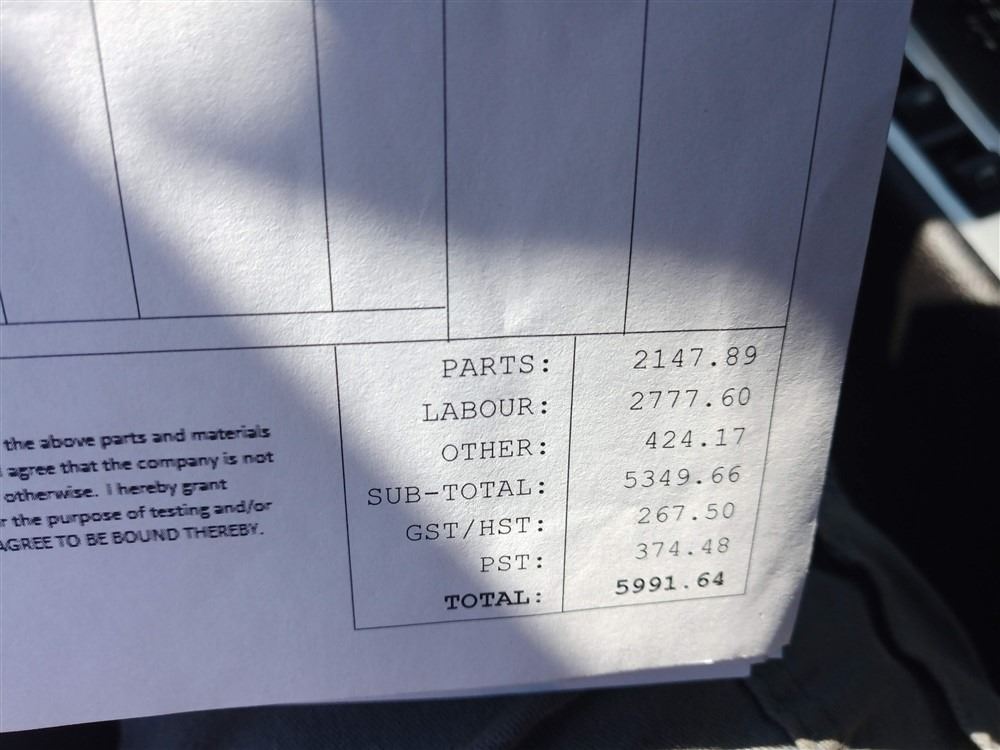 the above parts and materials
agree that the company is not
otherwise. I hereby grant
the purpose of testing and/or
AGREE TO BE BOUND THEREBY.
PARTS: 2147.89
LABOUR: 2777.60
OTHER: 424.17
SUB-TOTAL: 5349.66
GST/HST: 267.50
PST: 374.48
TOTAL: 5991.64